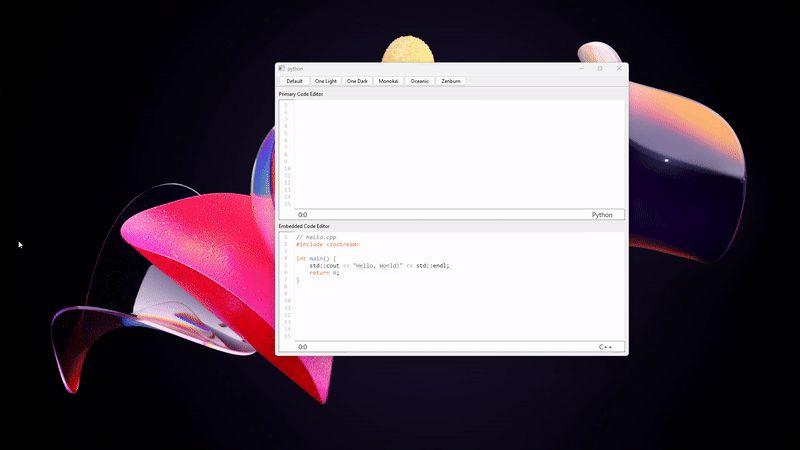 python
Default One Light One Dark Monokai Oceanic Zenburn
Primary Code Editor
1
2
3
4
5
6
7
8
9
10
11
12
13
14
15
0:0 Python
Embedded Code Editor
1 // hello.cpp
2 #include <iostream>
3
4 int main() {
5 std::cout << "Hello, World!" << std::endl;
6 return 0;
7 }
8
9
10
11
12
13
14
15
0:0 C++